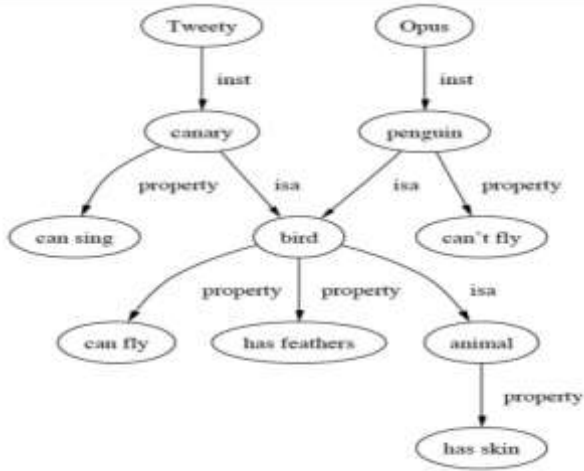 Tweety
Opus
inst
inst
canary
penguin
property
isa
isa
property
can sing
bird
can't fly
property
property
isa
can fly
has feathers
animal
property
has skin